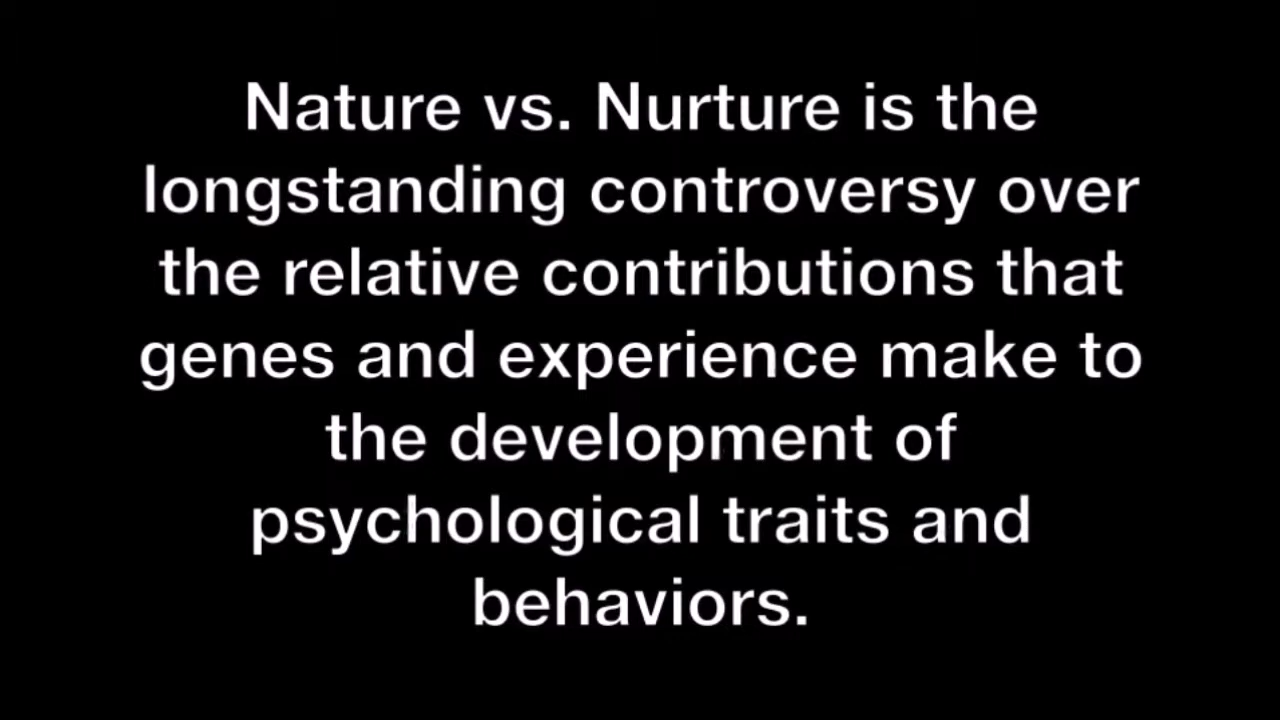 Nature vs. Nurture is the
longstanding controversy over
the relative contributions that
genes and experience make to
the development of
psychological traits and
behaviors.